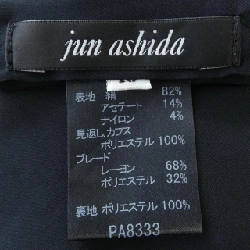 jun ashida
表地 絹 82%
アセテート 14%
ナイロン 4%
見返し、カフス
ポリエステル 100%
ブレード
レーヨン 68%
ポリエステル 32%
裏地 ポリエステル 100%
PA8333